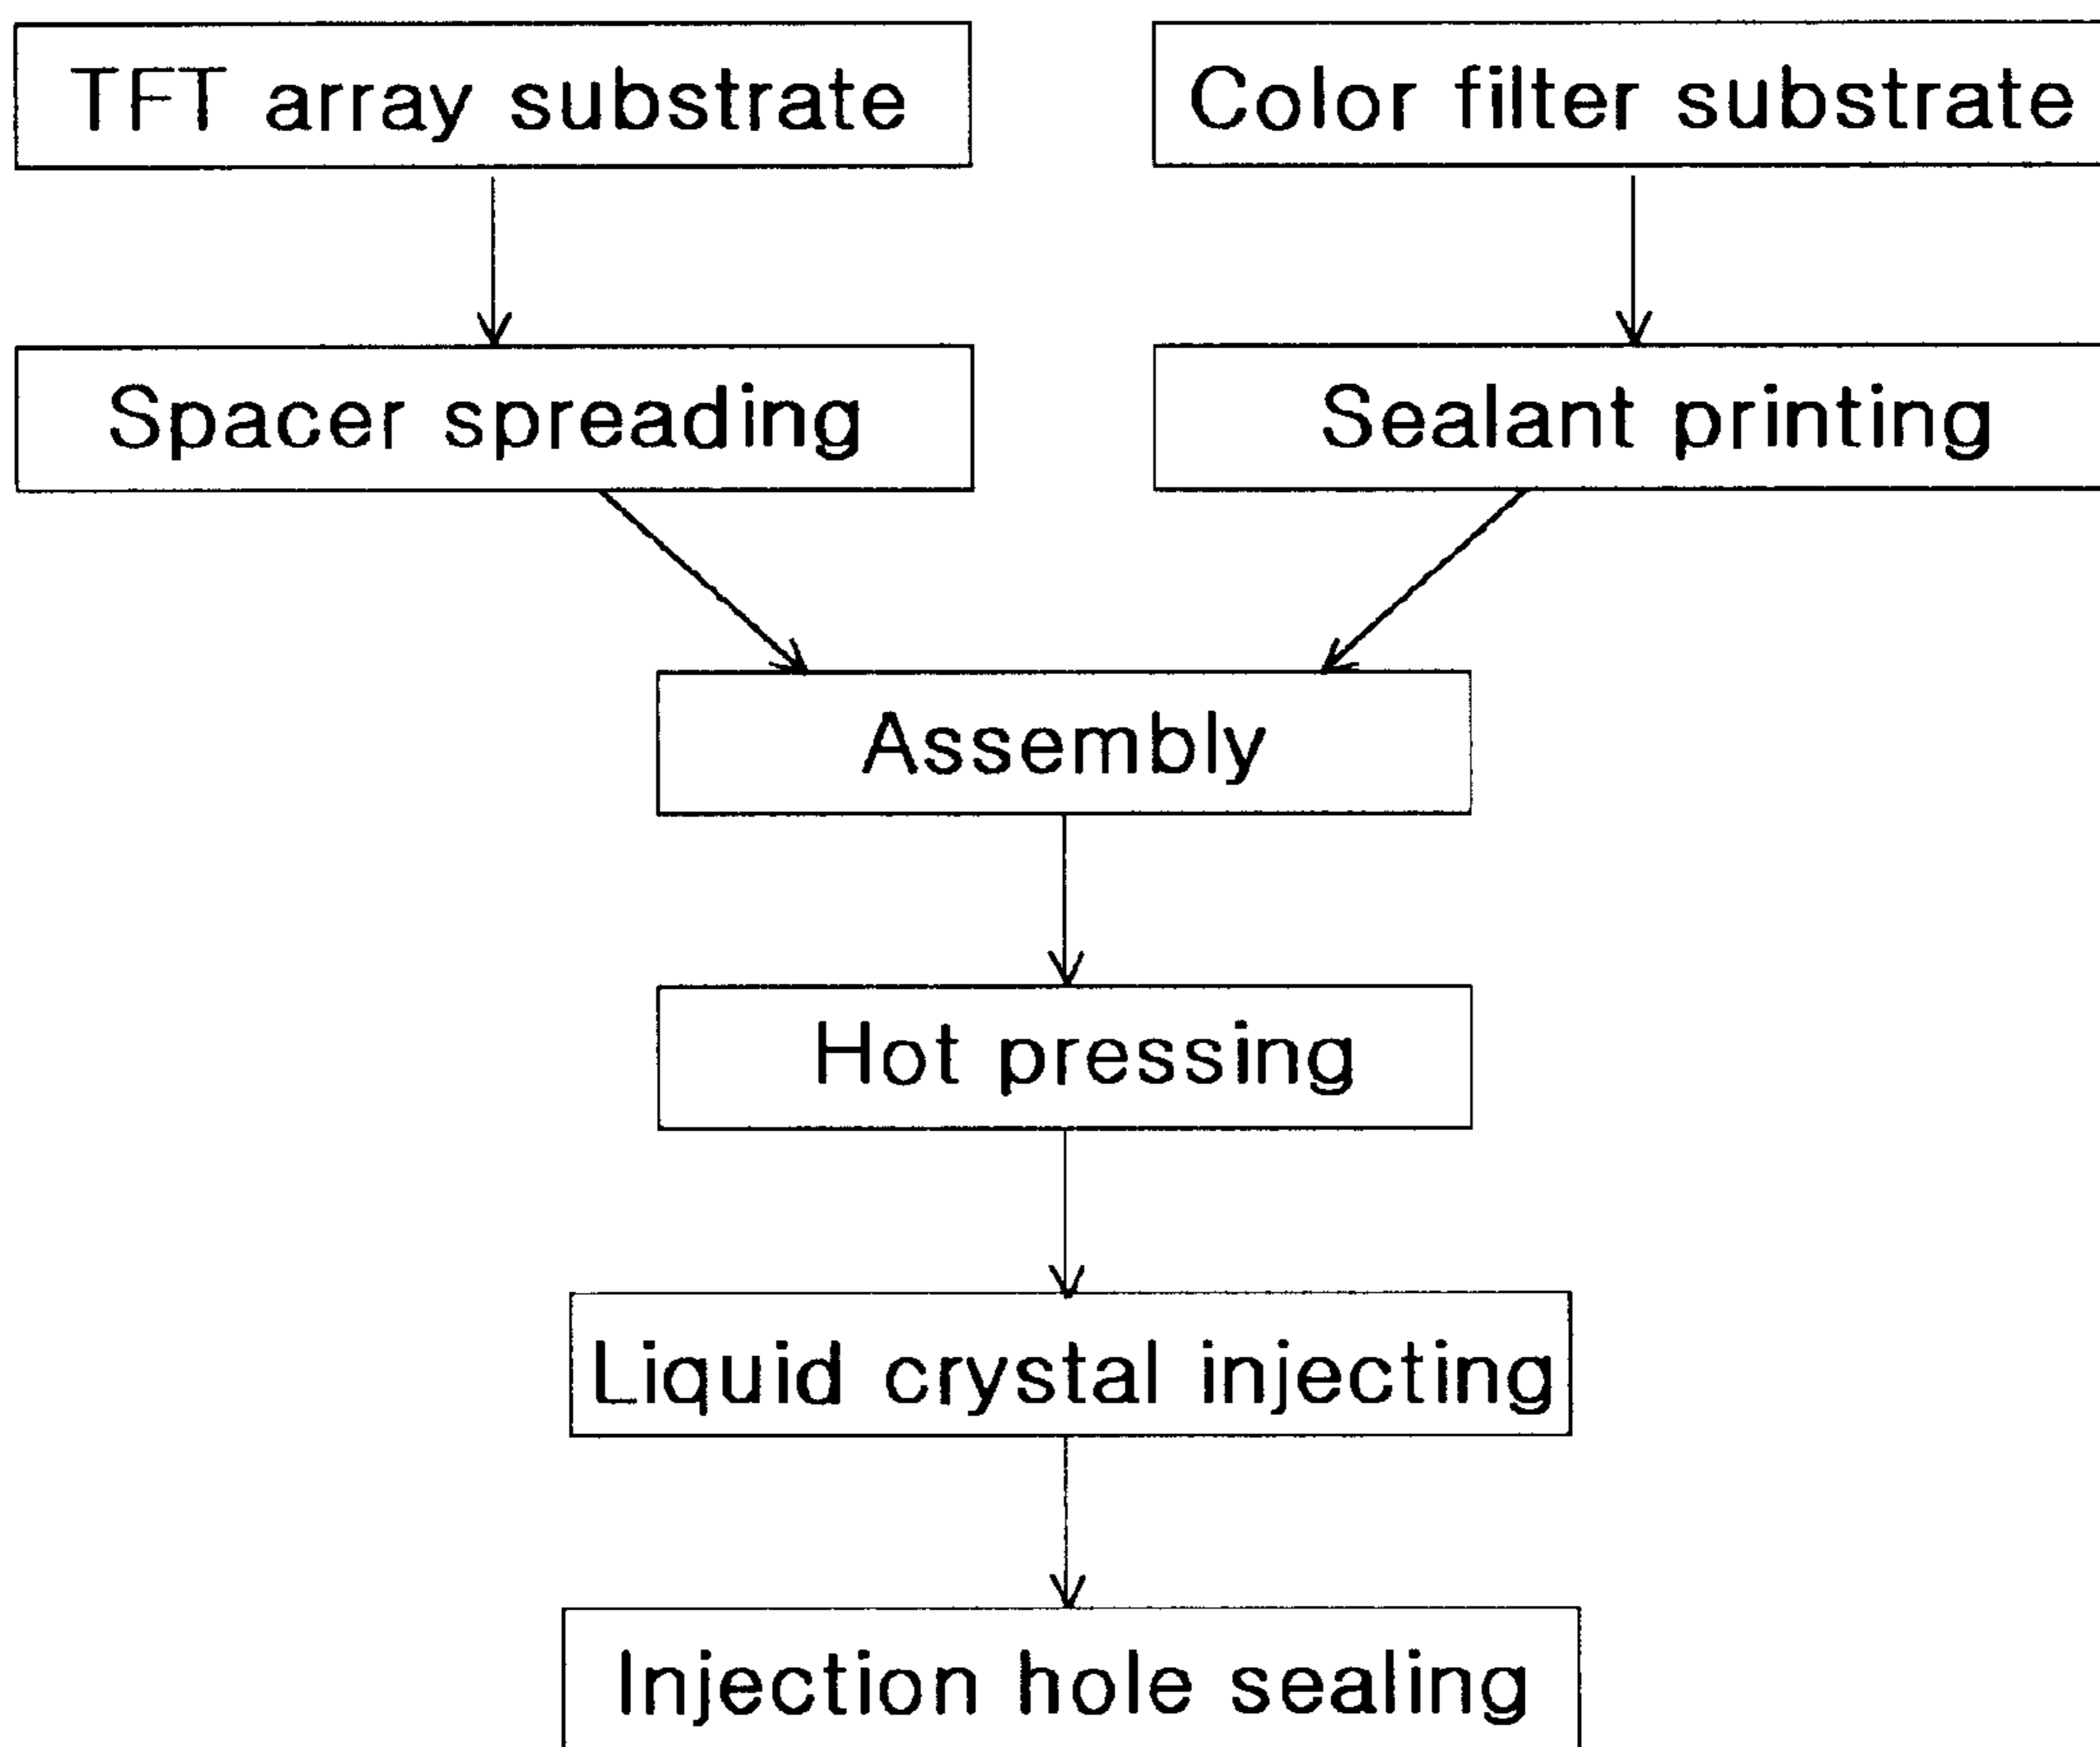 TFT array substrate
Color filter substrate
Spacer spreading
Sealant printing
Assembly
Hot pressing
Liquid crystal injecting
Injection hole sealing